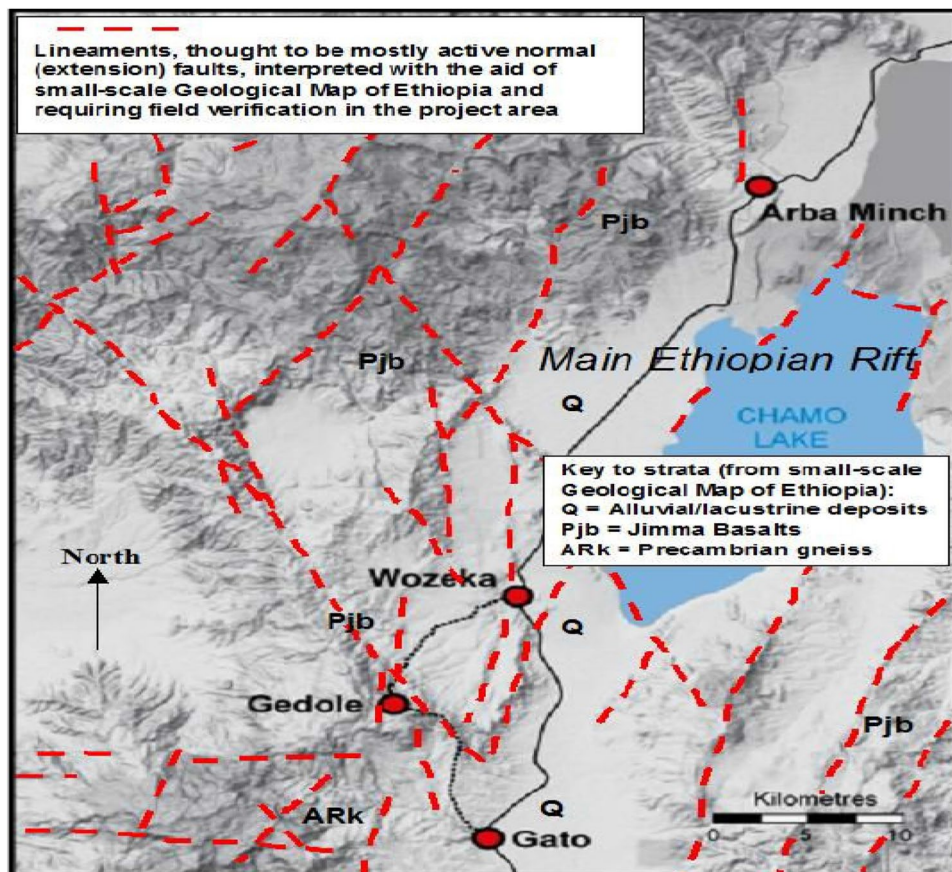 Lineaments, thought to be mostly active normal
(extension) faults, interpreted with the aid of
small-scale Geological Map of Ethiopia and
requiring field verification in the project area
Pjb
Arba Minch
Pjb
Main Ethiopian Rift
Q
CHAMO
LAKE
Key to strata (from small-scale
Geological Map of Ethiopia):
Q = Alluvial/lacustrine deposits
Pjb = Jimma Basalts
ARk = Precambrian gneiss
North
Wozeka
Pjb
Q
Gedole
Pjb
Kilometres
0 5 10
ARk
Q
Gato